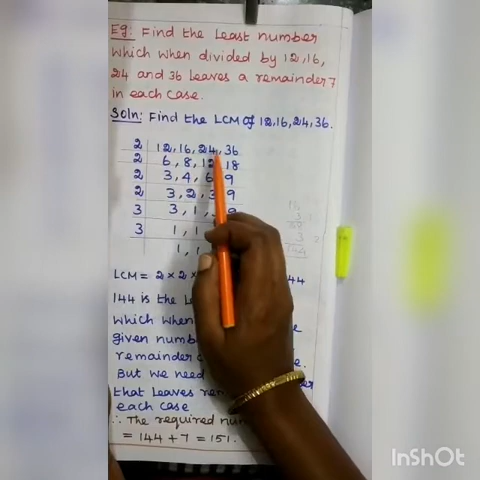 Eg: Find the Least number
which when divided by 12,16,
24 and 36 leaves a remainder 7
in each case.
Soln: Find the LCM of 12,16,24,36.
2 12,16,24,36
2 6,8,12 18
2 3,4,6 9
2 3,2,3 9
3 3,1, 9
3 1,1
1,1
LCM = 2 × 2 × 44
144 is the
which when
given numb
remainder
But we need
that leaves
each case
∴ The required num
= 144 + 7 = 151.
InShOt